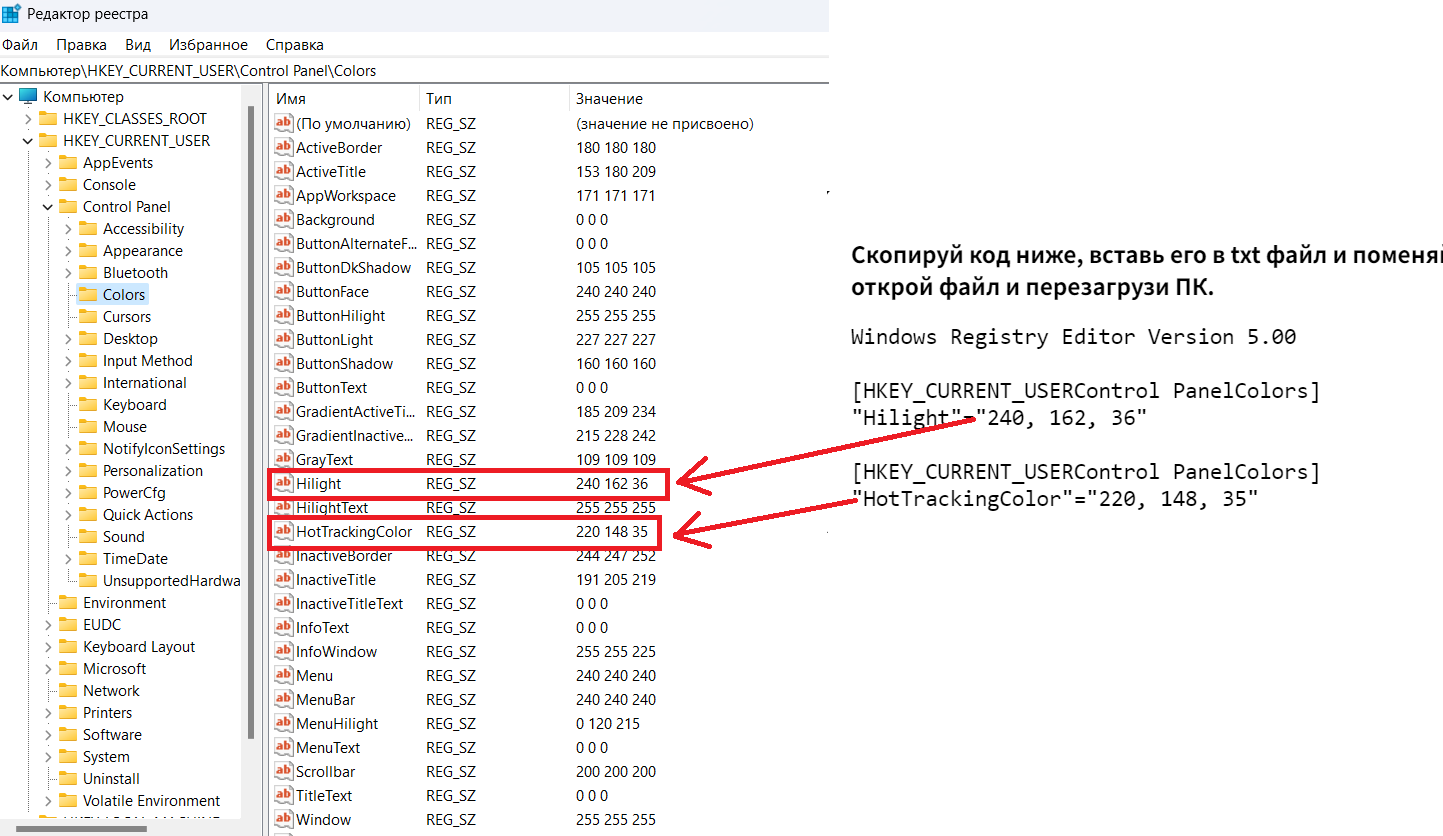 Редактор реестра
Файл Правка Вид Избранное Справка
Компьютер\HKEY_CURRENT_USER\Control Panel\Colors
Компьютер
HKEY_CLASSES_ROOT
HKEY_CURRENT_USER
AppEvents
Console
Control Panel
Accessibility
Appearance
Bluetooth
Colors
Cursors
Desktop
Input Method
International
Keyboard
Mouse
NotifyIconSettings
Personalization
PowerCfg
Quick Actions
Sound
TimeDate
UnsupportedHardwa
Environment
EUDC
Keyboard Layout
Microsoft
Network
Printers
Software
System
Uninstall
Volatile Environment
Имя Тип Значение
(По умолчанию) REG_SZ (значение не присвоено)
ActiveBorder REG_SZ 180 180 180
ActiveTitle REG_SZ 153 180 209
AppWorkspace REG_SZ 171 171 171
Background REG_SZ 0 0 0
ButtonAlternateF... REG_SZ 0 0 0
ButtonDkShadow REG_SZ 105 105 105
ButtonFace REG_SZ 240 240 240
ButtonHilight REG_SZ 255 255 255
ButtonLight REG_SZ 227 227 227
ButtonShadow REG_SZ 160 160 160
ButtonText REG_SZ 0 0 0
GradientActiveTi... REG_SZ 185 209 234
GradientInactive... REG_SZ 215 228 242
GrayText REG_SZ 109 109 109
Hilight REG_SZ 240 162 36
HilightText REG_SZ 255 255 255
HotTrackingColor REG_SZ 220 148 35
InactiveBorder REG_SZ 244 247 252
InactiveTitle REG_SZ 191 205 219
InactiveTitleText REG_SZ 0 0 0
InfoText REG_SZ 0 0 0
InfoWindow REG_SZ 255 255 225
Menu REG_SZ 240 240 240
MenuBar REG_SZ 240 240 240
MenuHilight REG_SZ 0 120 215
MenuText REG_SZ 0 0 0
Scrollbar REG_SZ 200 200 200
TitleText REG_SZ 0 0 0
Window REG_SZ 255 255 255
Скопируй код ниже, вставь его в txt файл и поменяй
открой файл и перезагрузи ПК.
Windows Registry Editor Version 5.00
[HKEY_CURRENT_USERControl PanelColors]
"Hilight"="240, 162, 36"
[HKEY_CURRENT_USERControl PanelColors]
"HotTrackingColor"="220, 148, 35"